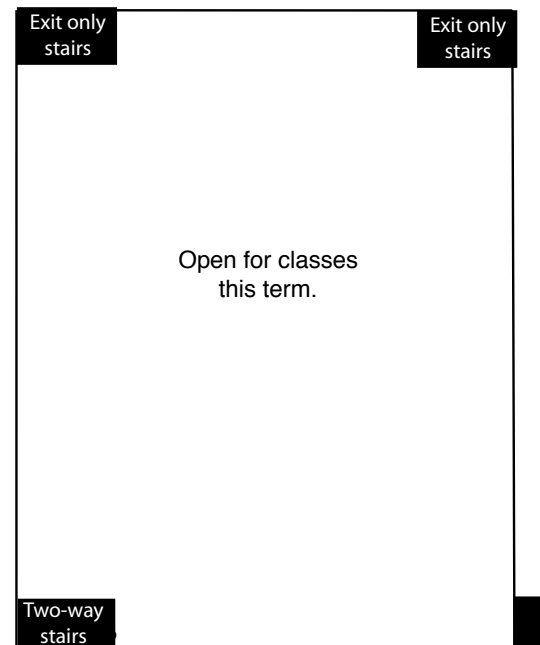 Exit only
stairs
Exit only
stairs
Open for classes
this term.
Two-way
stairs